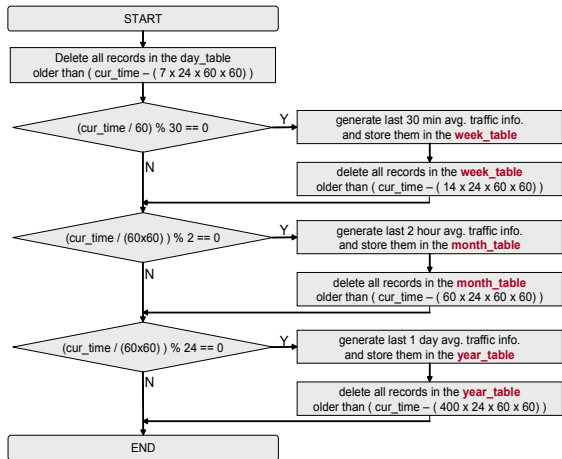 START
Delete all records in the day_table
older than ( cur_time – ( 7 x 24 x 60 x 60 ) )
(cur_time / 60) % 30 == 0
Y
generate last 30 min avg. traffic info.
and store them in the week_table
N
delete all records in the week_table
older than ( cur_time – ( 14 x 24 x 60 x 60) )
(cur_time / (60x60) ) % 2 == 0
Y
generate last 2 hour avg. traffic info.
and store them in the month_table
N
delete all records in the month_table
older than ( cur_time – ( 60 x 24 x 60 x 60) )
(cur_time / (60x60) ) % 24 == 0
Y
generate last 1 day avg. traffic info.
and store them in the year_table
N
delete all records in the year_table
older than ( cur_time – ( 400 x 24 x 60 x 60) )
END